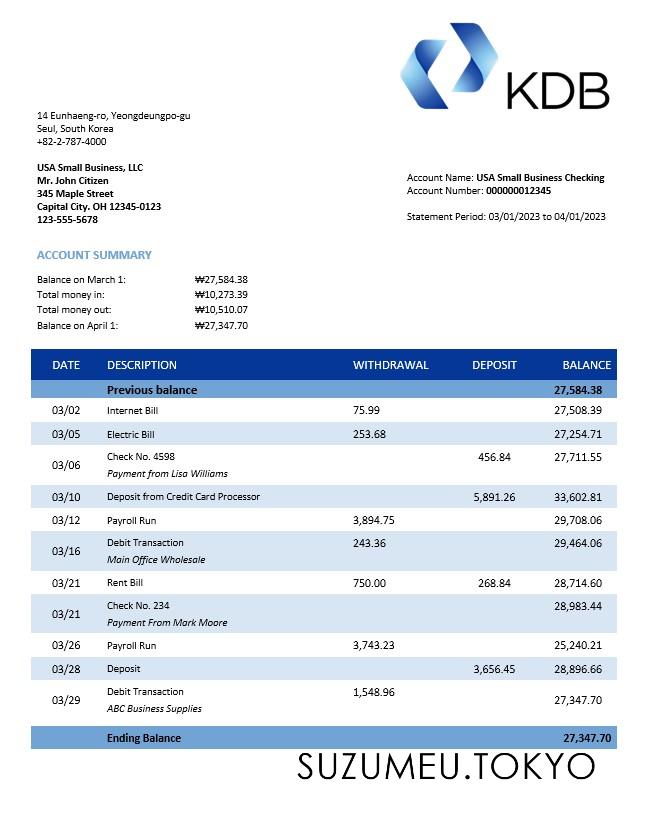 KDB
14 Eunhaeng-ro, Yeongdeungpo-gu
Seul, South Korea
+82-2-787-4000
USA Small Business, LLC
Mr. John Citizen
345 Maple Street
Capital City. OH 12345-0123
123-555-5678
Account Name: USA Small Business Checking
Account Number: 000000012345
Statement Period: 03/01/2023 to 04/01/2023
ACCOUNT SUMMARY
Balance on March 1: ₩27,584.38
Total money in: ₩10,273.39
Total money out: ₩10,510.07
Balance on April 1: ₩27,347.70
DATE DESCRIPTION WITHDRAWAL DEPOSIT BALANCE
Previous balance 27,584.38
03/02 Internet Bill 75.99 27,508.39
03/05 Electric Bill 253.68 27,254.71
03/06 Check No. 4598 456.84 27,711.55
Payment from Lisa Williams
03/10 Deposit from Credit Card Processor 5,891.26 33,602.81
03/12 Payroll Run 3,894.75 29,708.06
03/16 Debit Transaction 243.36 29,464.06
Main Office Wholesale
03/21 Rent Bill 750.00 268.84 28,714.60
03/21 Check No. 234 28,983.44
Payment From Mark Moore
03/26 Payroll Run 3,743.23 25,240.21
03/28 Deposit 3,656.45 28,896.66
03/29 Debit Transaction 1,548.96 27,347.70
ABC Business Supplies
Ending Balance 27,347.70
SUZUMEU.TOKYO